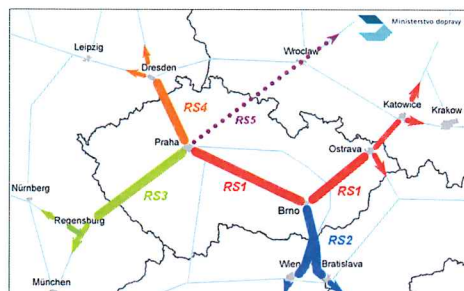 Ministerstvo dopravy
Leipzig
Dresden
Wroclaw
RS4
RS5
Katowice
Krakow
Praha
Ostrava
RS3
RS1
RS1
Nürnberg
Regensburg
Brno
RS2
Wien
Bratislava
München